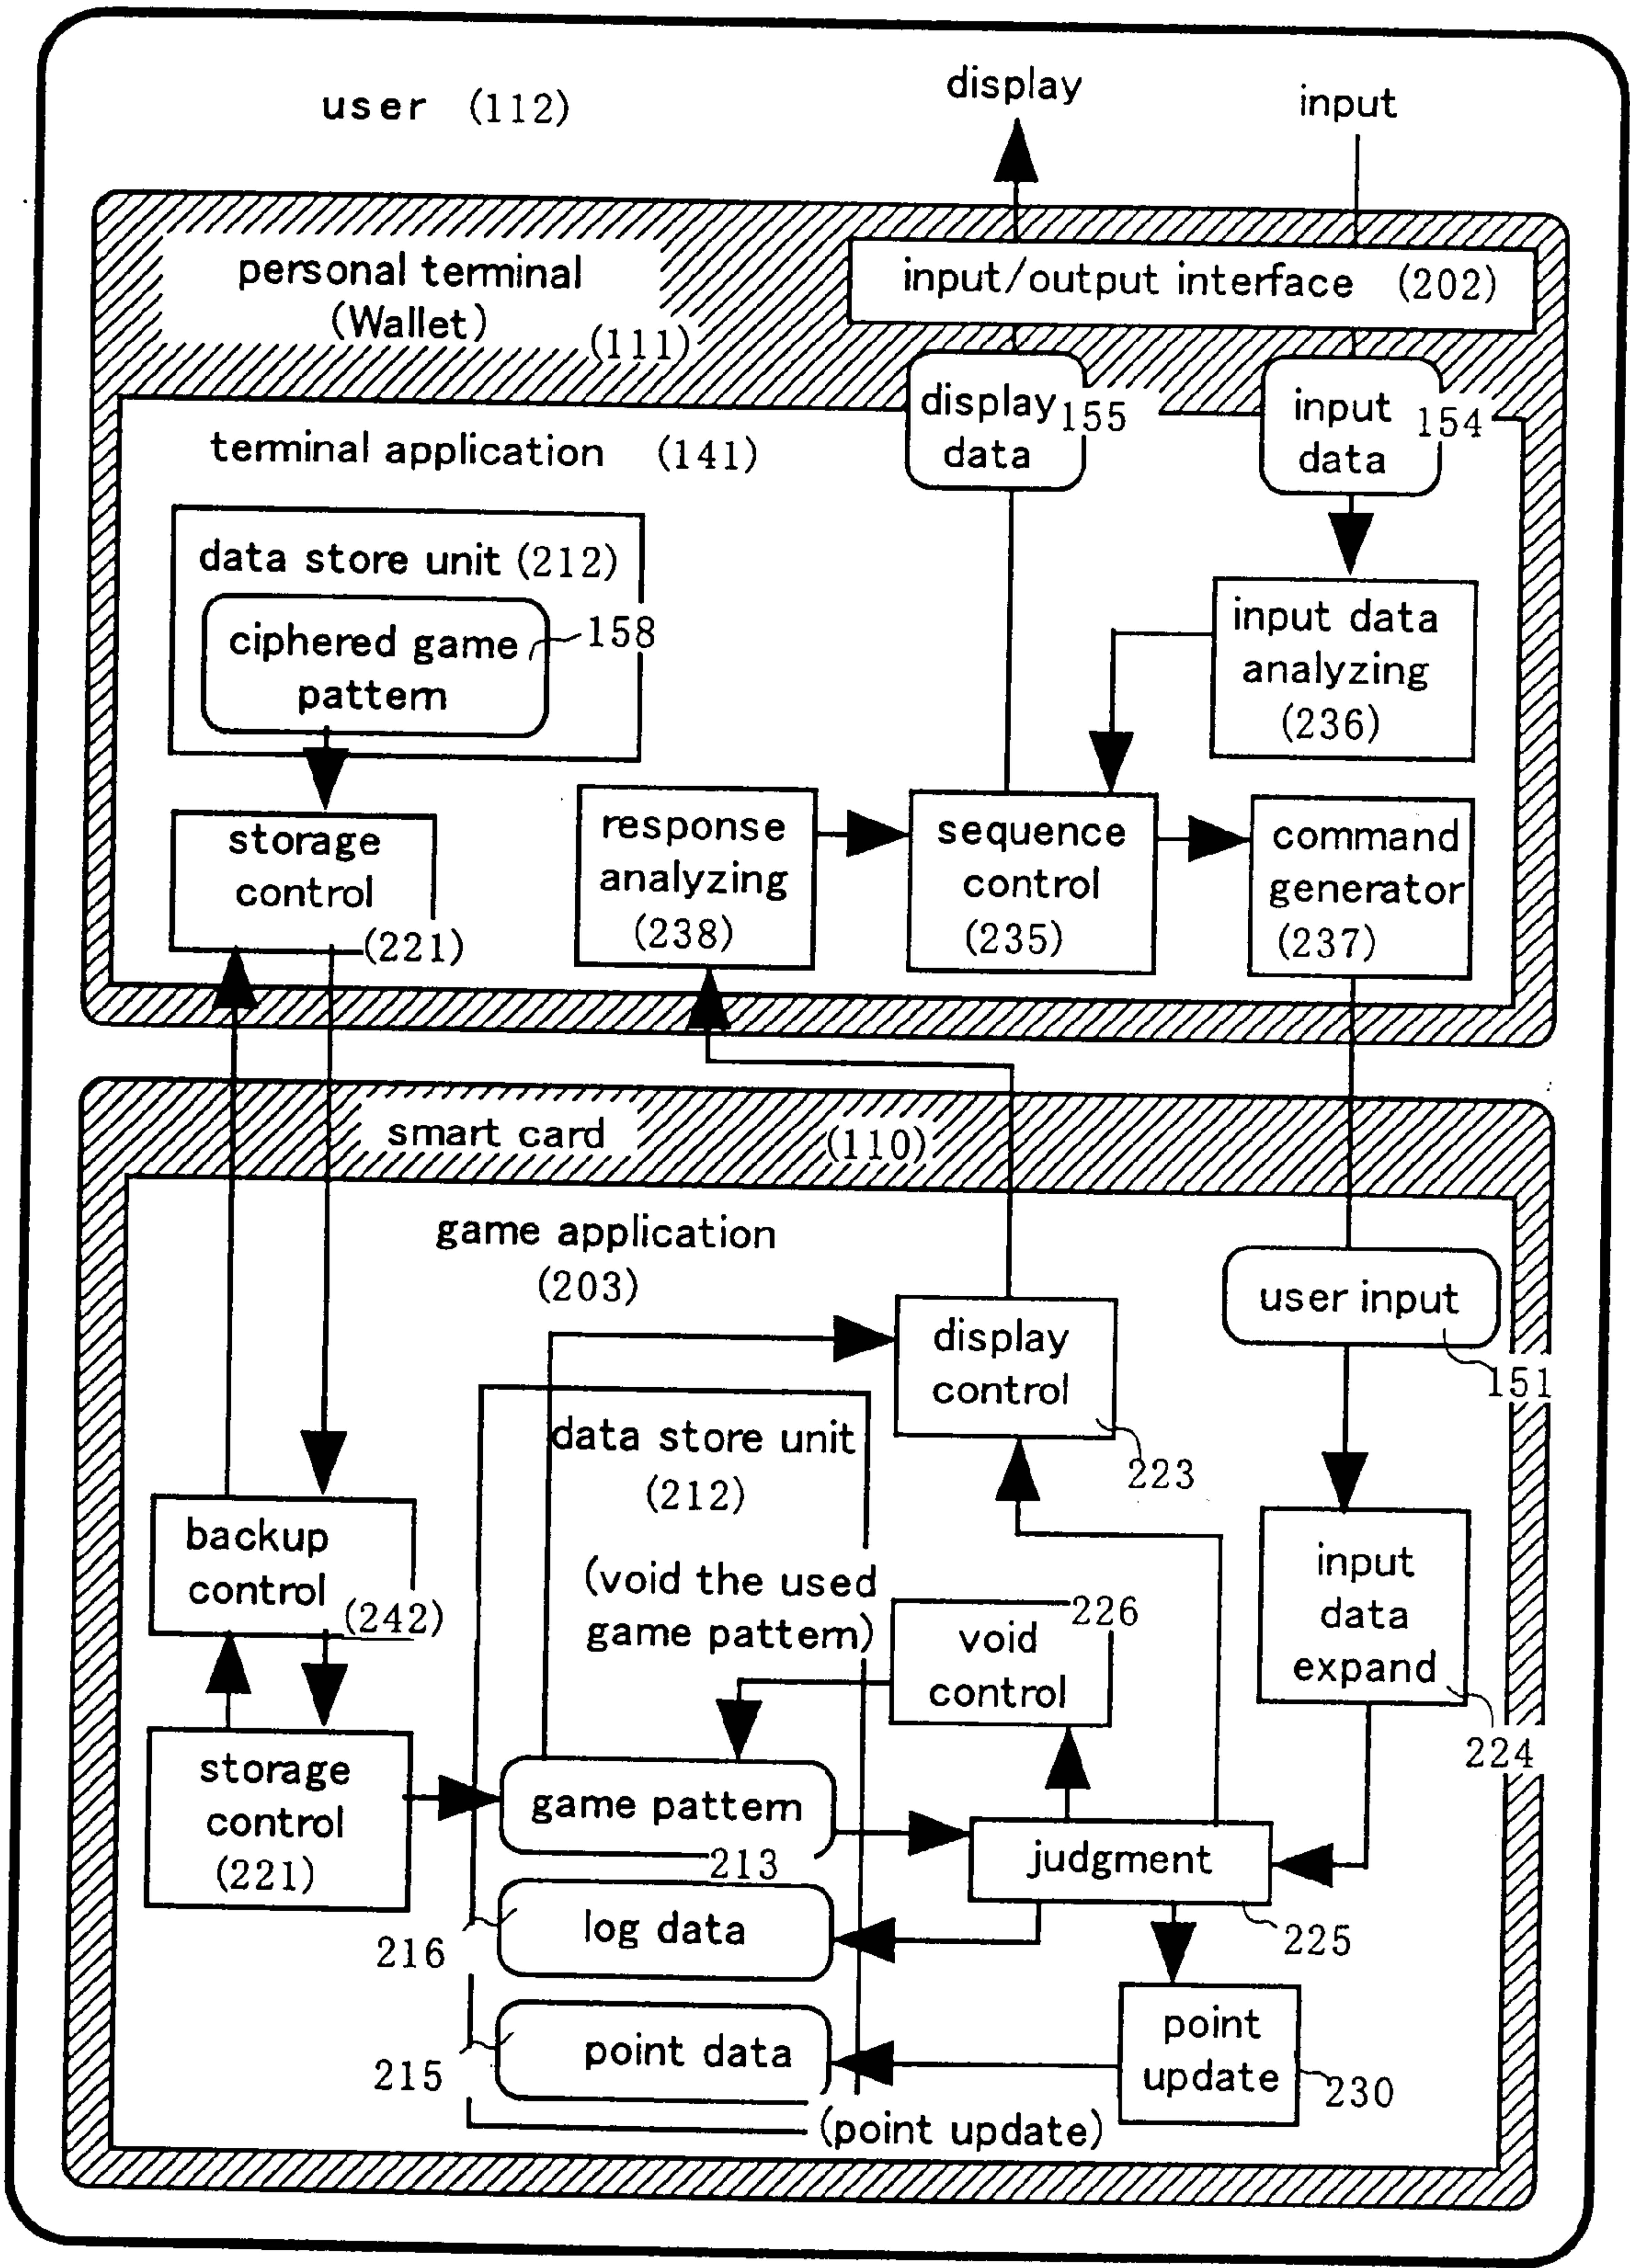 display
user (112)
input
personal terminal
(Wallet)
(111)
input/output interface (202)
display
data
155
input
data
154
terminal application (141)
data store unit (212)
ciphered game
pattern
158
input data
analyzing
(236)
storage
control
(221)
response
analyzing
(238)
sequence
control
(235)
command
generator
(237)
smart card (110)
game application
(203)
user input
151
display
control
223
data store unit
(212)
backup
control
(242)
(void the used
game pattern)
void
control
226
input
data
expand
224
storage
control
(221)
game pattern
213
judgment
225
log data
216
point
update
230
point data
215
(point update)